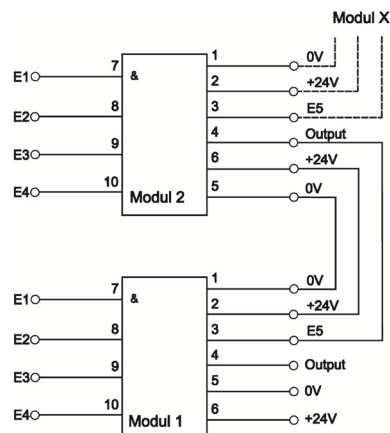 Modul X
1 0V
7 &
E1
2 +24V
8
E2
3 E5
9
E3
4 Output
6 +24V
10
E4
5 0V
Modul 2
1 0V
7 &
E1
2 +24V
8
E2
3 E5
9
E3
4 Output
5 0V
10
E4
6 +24V
Modul 1